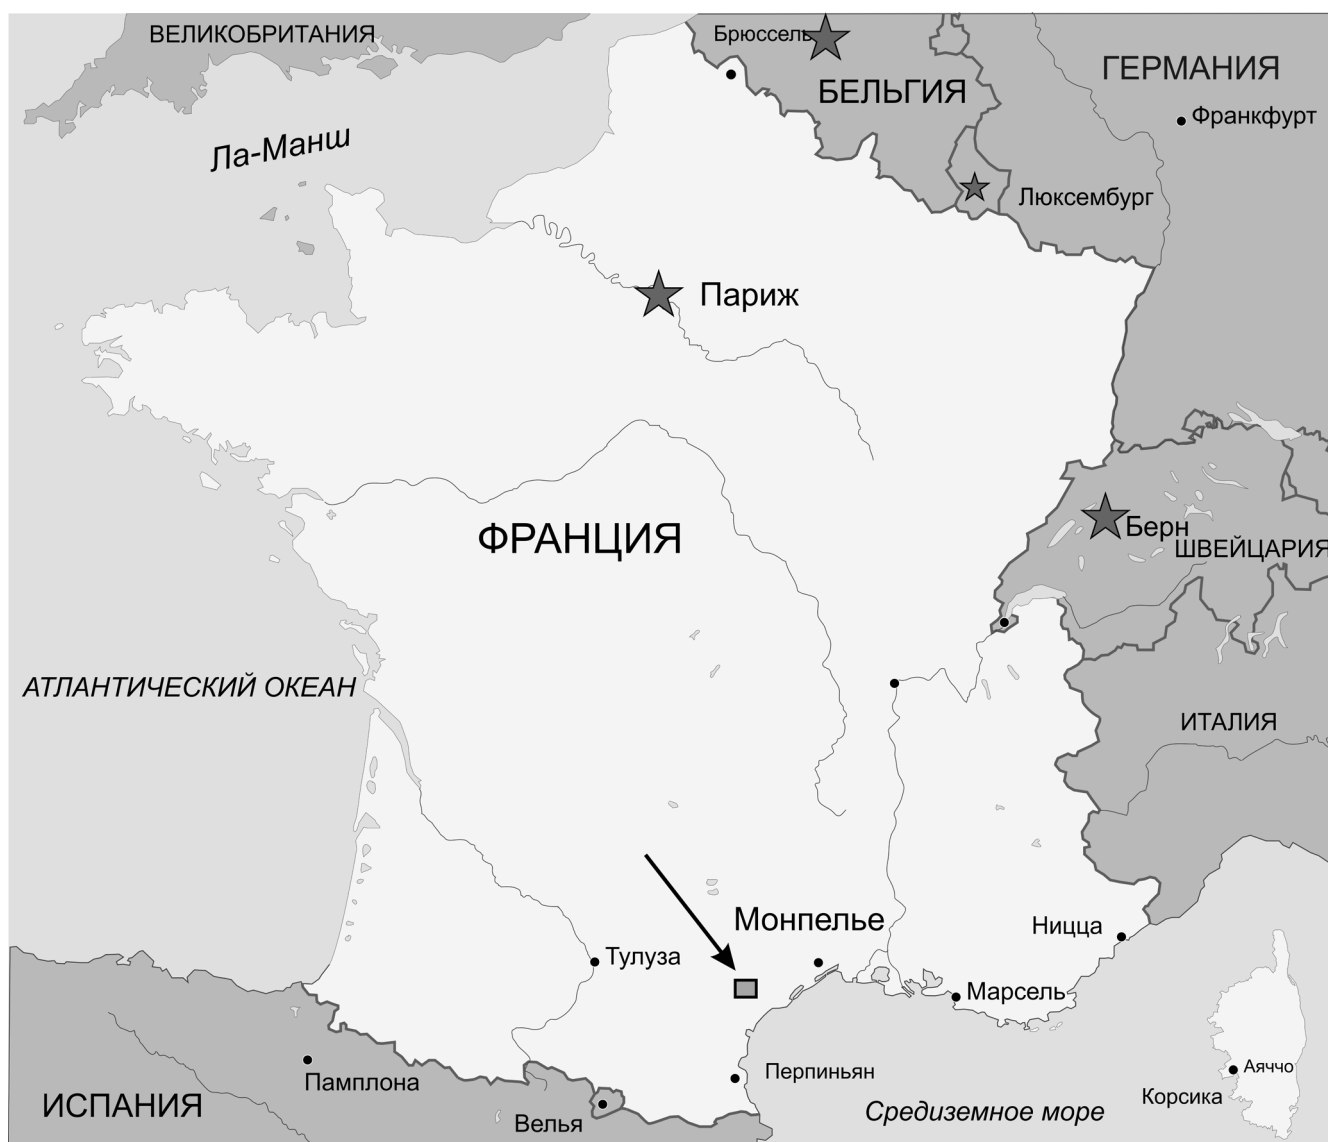 ВЕЛИКОБРИТАНИЯ
Брюссель
БЕЛЬГИЯ
ГЕРМАНИЯ
Франкфурт
Ла-Манш
Люксембург
Париж
ФРАНЦИЯ
Берн
ШВЕЙЦАРИЯ
АТЛАНТИЧЕСКИЙ ОКЕАН
ИТАЛИЯ
Монпелье
Ницца
Тулуза
Марсель
Памплона
Перпиньян
Аяччо
Корсика
ИСПАНИЯ
Велья
Средиземное море